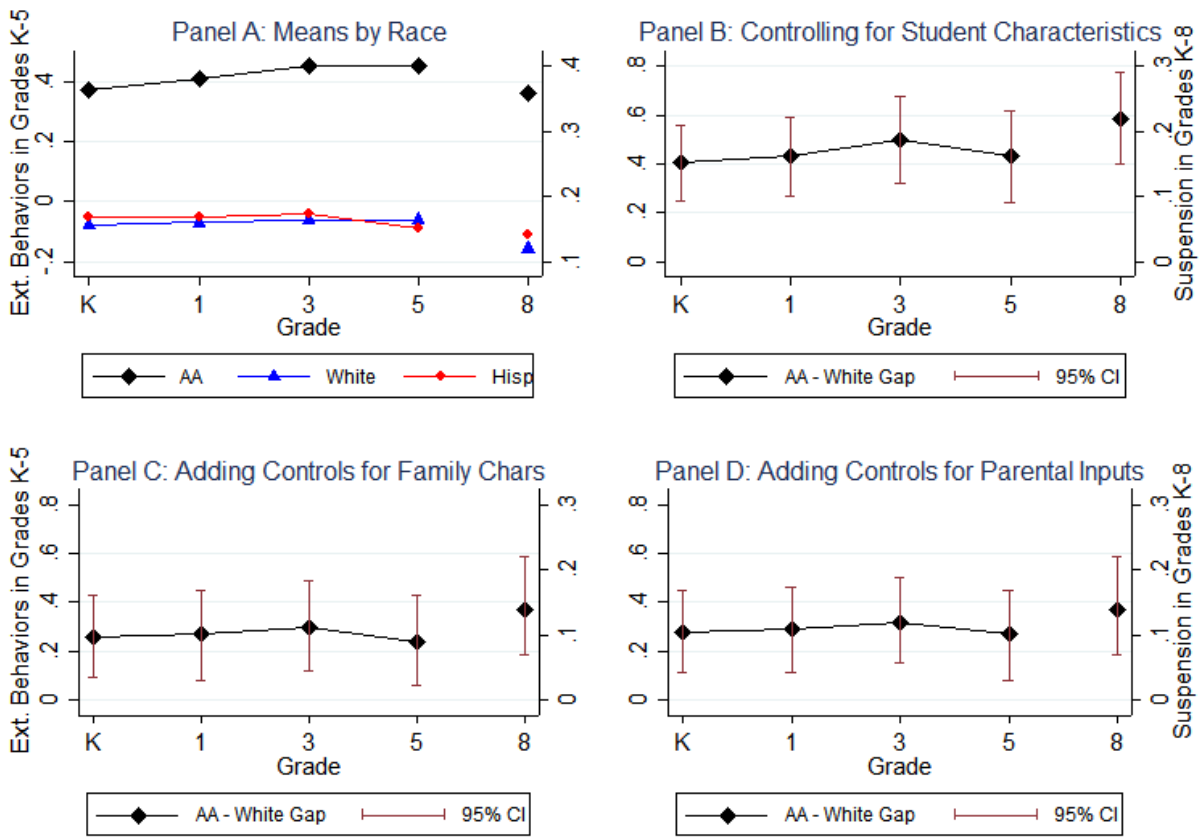 Panel A: Means by Race
Ext. Behaviors in Grades K-5
.4
.2
0
-.2
.4
.3
.2
.1
K 1 3 5 8
Grade
AA White Hisp
Panel B: Controlling for Student Characteristics
.8
.6
.4
.2
0
.3
.2
.1
0
Suspension in Grades K-8
K 1 3 5 8
Grade
AA - White Gap 95% CI
Panel C: Adding Controls for Family Chars
Ext. Behaviors in Grades K-5
.8
.6
.4
.2
0
.3
.2
.1
0
K 1 3 5 8
Grade
AA - White Gap 95% CI
Panel D: Adding Controls for Parental Inputs
.8
.6
.4
.2
0
.3
.2
.1
0
Suspension in Grades K-8
K 1 3 5 8
Grade
AA - White Gap 95% CI